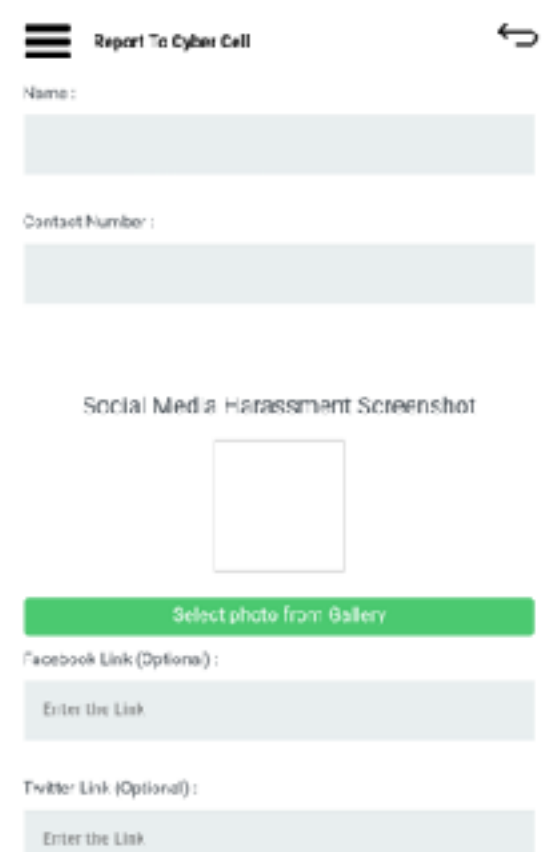 Report To Cyber Cell
Name :
Contact Number :
Social Media Harassment Screenshot
Select photo from Gallery
Facebook Link (Optional) :
Enter the Link
Twitter Link (Optional) :
Enter the Link